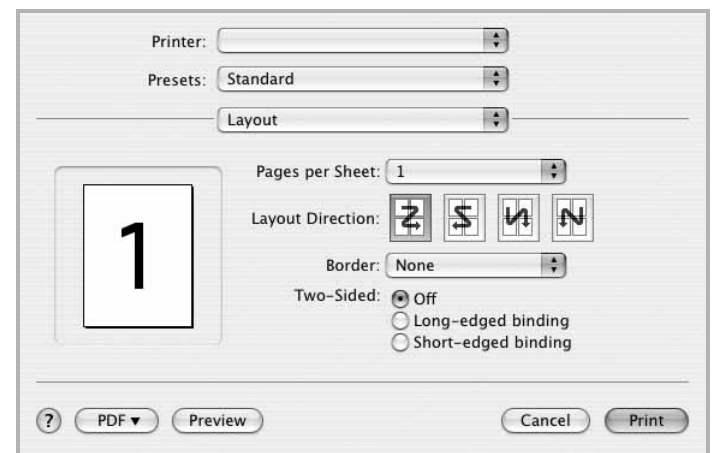 Printer:
Presets: Standard
Layout
Pages per Sheet: 1
1
Layout Direction:
Border: None
Two-Sided: Off
Long-edged binding
Short-edged binding
? PDF▼ Preview Cancel Print